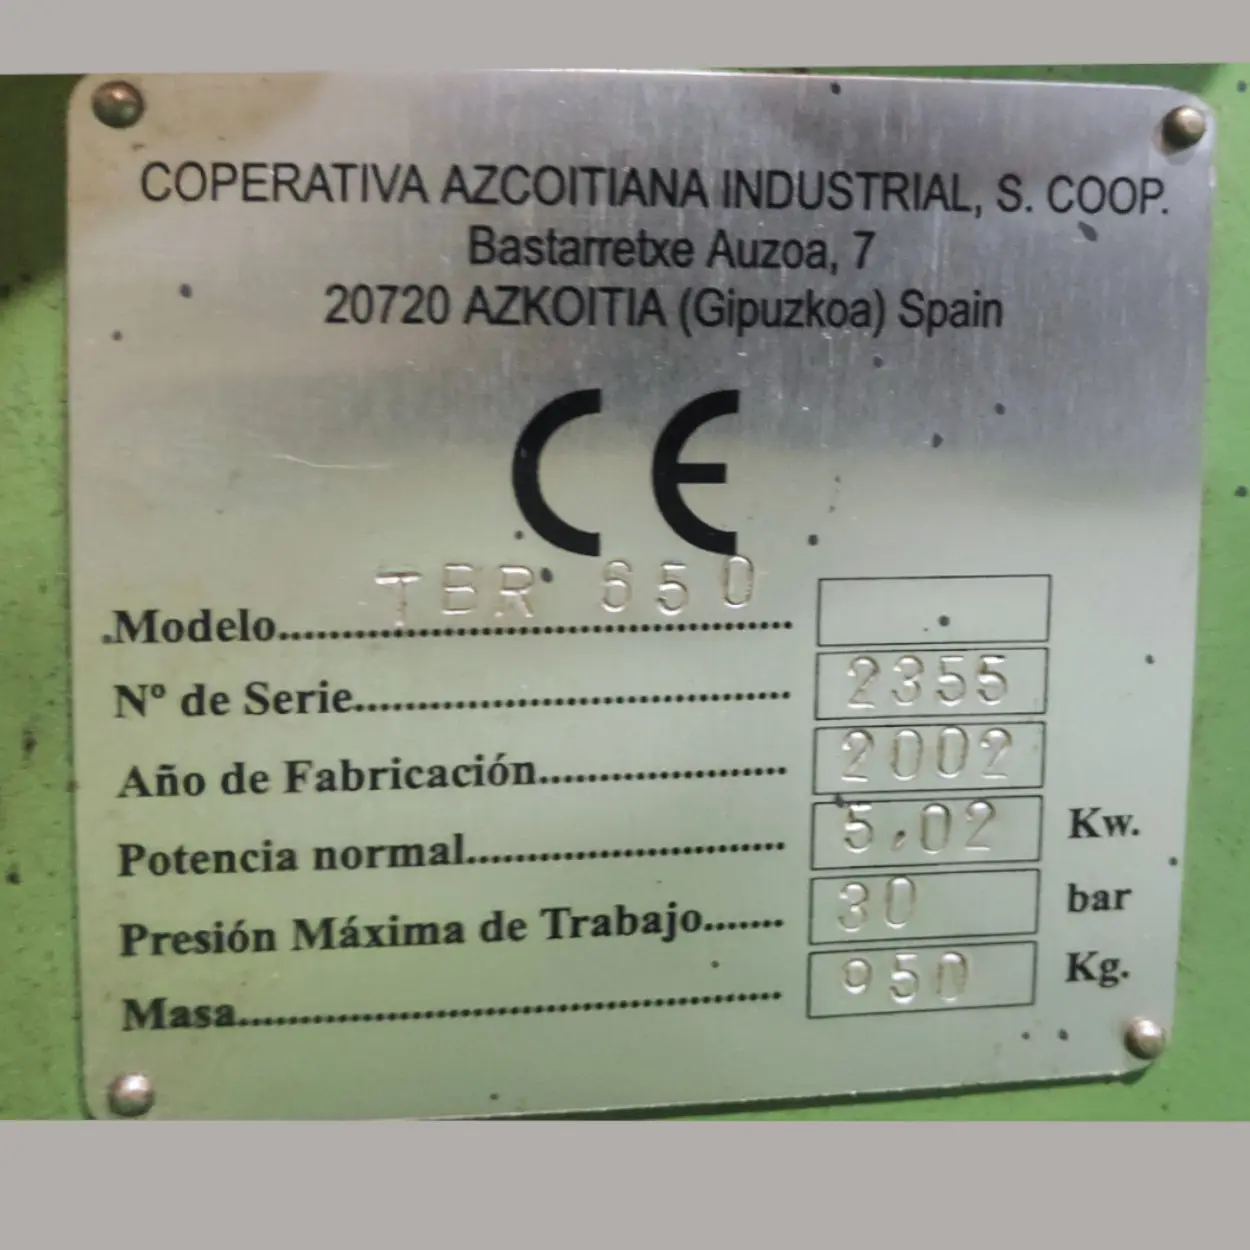 COPERATIVA AZCOITIANA INDUSTRIAL, S. COOP.
Bastarretxe Auzoa, 7
20720 AZKOITIA (Gipuzkoa) Spain
CE
Modelo TBR 650
Nº de Serie 2355
Año de Fabricación 2002
Potencia normal 5,02 Kw.
Presión Máxima de Trabajo 30 bar
Masa 950 Kg.